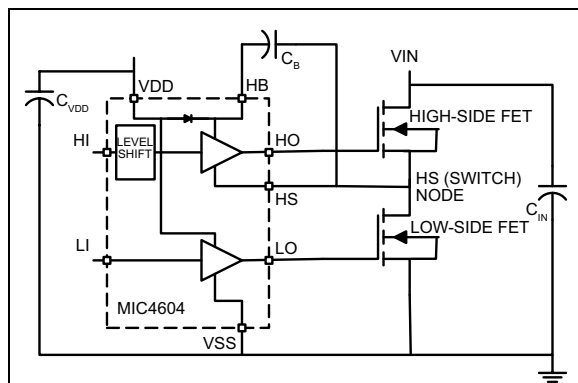 C_B
VIN
VDD
HB
C_VDD
HIGH-SIDE FET
HI
LEVEL
SHIFT
HO
HS (SWITCH)
NODE
HS
C_IN
LOW-SIDE FET
LI
LO
MIC4604
VSS